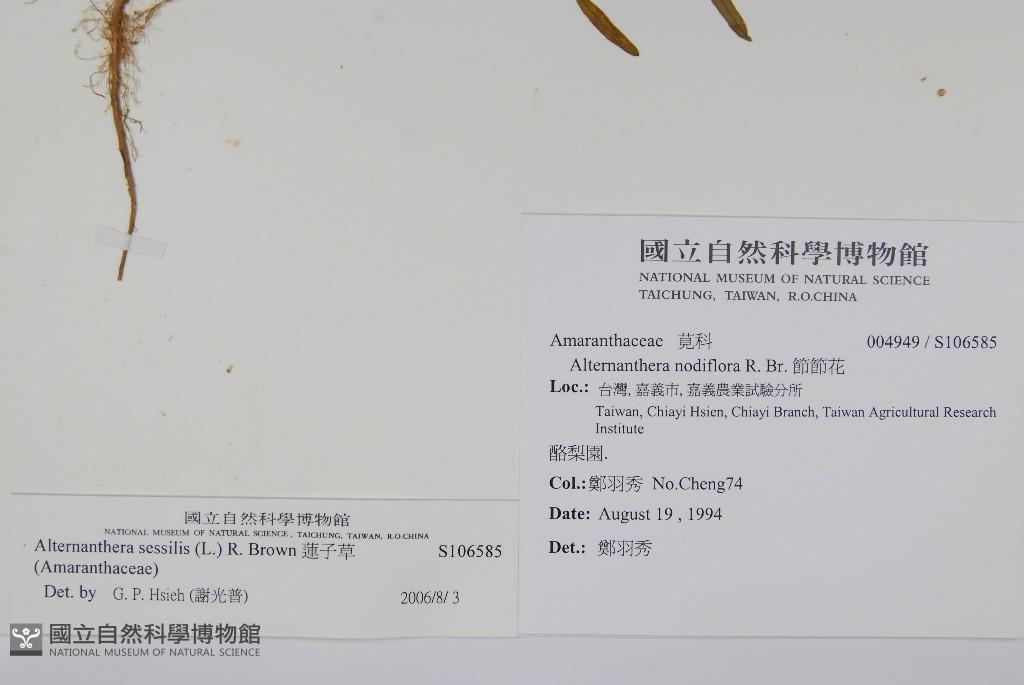 國立自然科學博物館
NATIONAL MUSEUM OF NATURAL SCIENCE
TAICHUNG, TAIWAN, R.O.CHINA
Amaranthaceae 莧科 004949 / S106585
Alternanthera nodiflora R. Br. 節節花
Loc.: 台灣, 嘉義市, 嘉義農業試驗分所
Taiwan, Chiayi Hsien, Chiayi Branch, Taiwan Agricultural Research
Institute
酪梨園.
Col.:鄭羽秀 No.Cheng74
Date: August 19 , 1994
Det.: 鄭羽秀
國立自然科學博物館
NATIONAL MUSEUM OF NATURAL SCIENCE , TAICHUNG, TAIWAN, R.O.CHINA
Alternanthera sessilis (L.) R. Brown 蓮子草 S106585
(Amaranthaceae)
Det. by G. P. Hsieh (謝光普) 2006/8/ 3
國立自然科學博物館
NATIONAL MUSEUM OF NATURAL SCIENCE